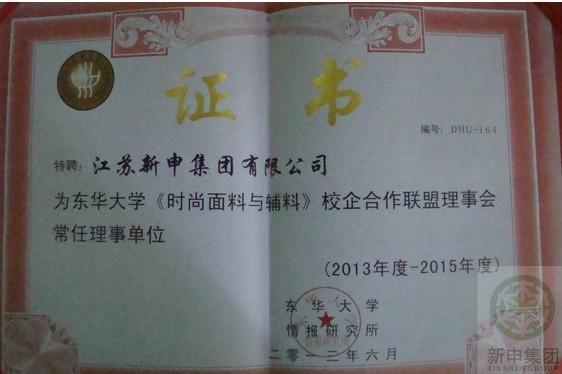 证书
编号：DHU-164
特聘：江苏新申集团有限公司
为东华大学《时尚面料与辅料》校企合作联盟理事会
常任理事单位
(2013年度-2015年度)
东华大学
情报研究所
二零一三年六月
新申集团
XINSHEN GROUP